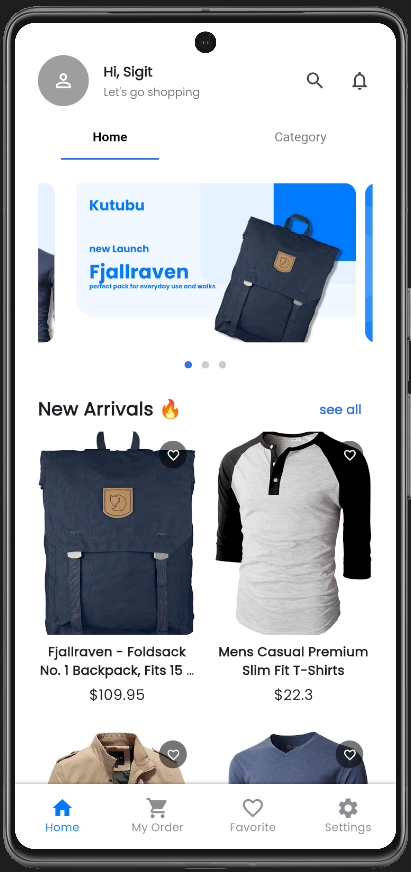 Hi, Sigit
Let's go shopping
Home
Category
Kutubu
new Launch
Fjallraven
perfect pack for everyday use and walks
New Arrivals 🔥
see all
Fjallraven - Foldsack
No. 1 Backpack, Fits 15 ...
$109.95
Mens Casual Premium
Slim Fit T-Shirts
$22.3
Home
My Order
Favorite
Settings